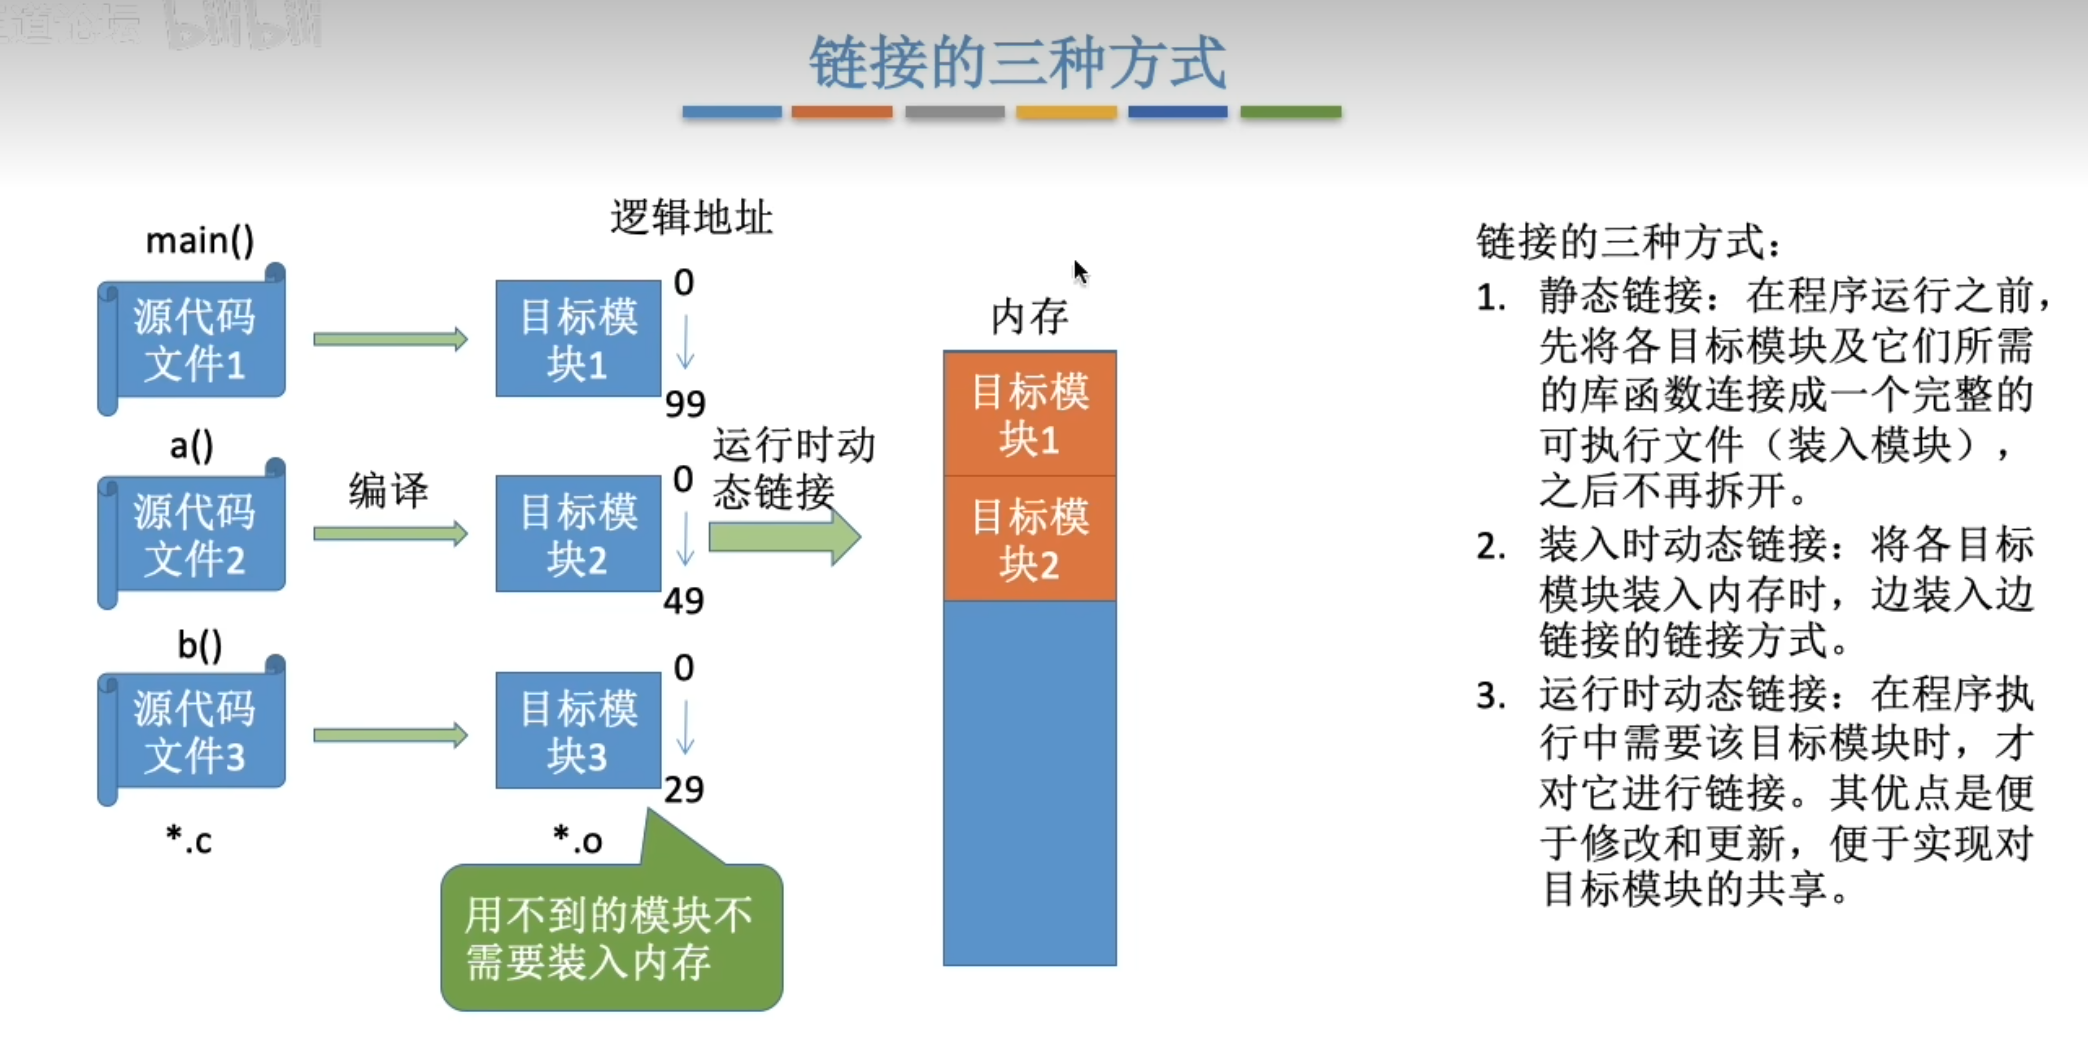 bilibili
链接的三种方式
逻辑地址
main()
源代码
文件1
目标模
块1
0
99
a()
源代码
文件2
编译
目标模
块2
0
49
运行时动
态链接
b()
源代码
文件3
目标模
块3
0
29
*.c
*.o
用不到的模块不
需要装入内存
内存
目标模
块1
目标模
块2
链接的三种方式：
1. 静态链接：在程序运行之前，
先将各目标模块及它们所需
的库函数连接成一个完整的
可执行文件（装入模块），
之后不再拆开。
2. 装入时动态链接：将各目标
模块装入内存时，边装入边
链接的链接方式。
3. 运行时动态链接：在程序执
行中需要该目标模块时，才
对它进行链接。其优点是便
于修改和更新，便于实现对
目标模块的共享。